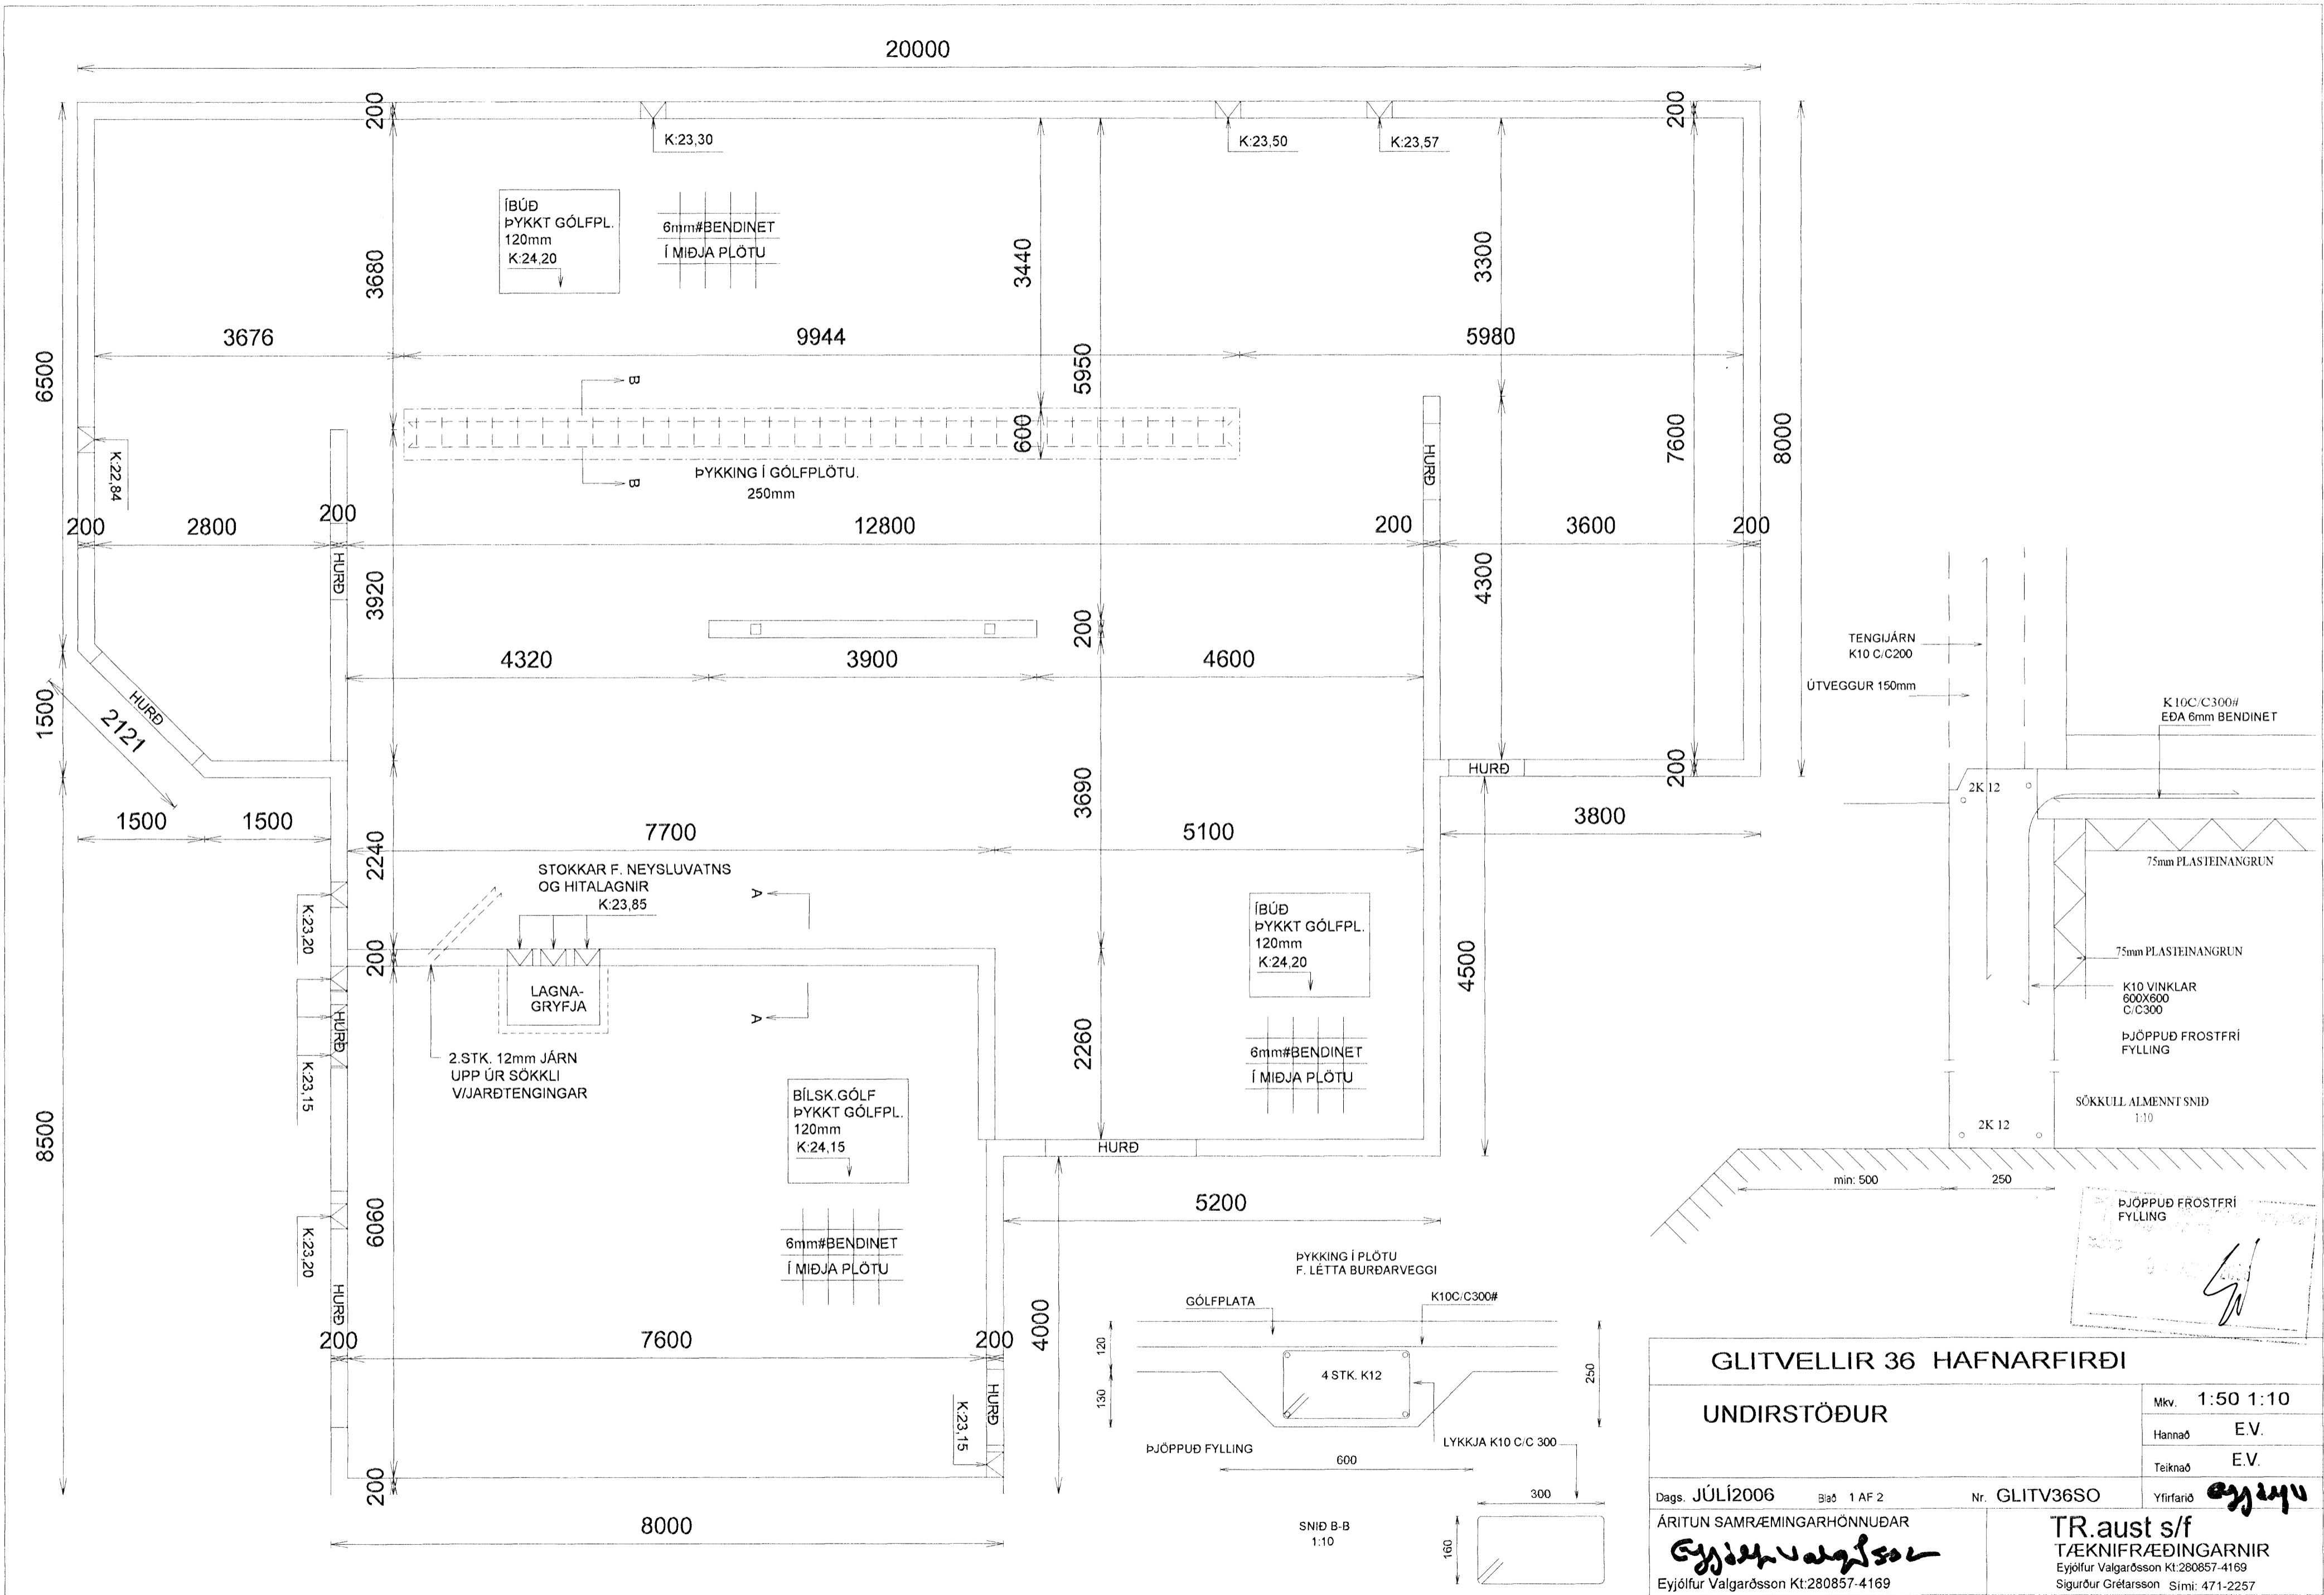 20000
200
200
K:23,30
K:23,50
K:23,57
ÍBÚÐ
ÞYKKT GÓLFPL.
120mm
K:24,20
6mm#BENDINET
Í MIÐJA PLÖTU
3680
3440
3300
3676
9944
5980
6500
5950
B
600
7600
8000
HURÐ
K:22,84
B
ÞYKKING Í GÓLFPLÖTU.
250mm
200
2800
200
12800
200
3600
200
HURÐ
3920
4300
200
4320
3900
4600
TENGIJÁRN
K10 C/C200
ÚTVEGGUR 150mm
K10C/C300#
EÐA 6mm BENDINET
1500
HURÐ
2121
3690
HURÐ
200
2K 12
1500
1500
7700
5100
3800
2240
75mm PLASTEINANGRUN
STOKKAR F. NEYSLUVATNS
OG HITALAGNIR
K:23,85
A
K:23,20
ÍBÚÐ
ÞYKKT GÓLFPL.
120mm
K:24,20
200
4500
75mm PLASTEINANGRUN
LAGNA-
GRYFJA
A
K10 VINKLAR
600X600
C/C300
HURÐ
K:23,15
2.STK. 12mm JÁRN
UPP ÚR SÖKKLI
V/JARÐTENGINGAR
2260
6mm#BENDINET
Í MIÐJA PLÖTU
ÞJÖPPUÐ FROSTFRÍ
FYLLING
BÍLSK.GÓLF
ÞYKKT GÓLFPL.
120mm
K:24,15
SÖKKULL ALMENNT SNIÐ
1:10
2K 12
8500
HURÐ
min: 500
250
6060
5200
ÞJÖPPUÐ FROSTFRÍ
FYLLING
K:23,20
6mm#BENDINET
Í MIÐJA PLÖTU
ÞYKKING Í PLÖTU
F. LÉTTA BURÐARVEGGI
HURÐ
GÓLFPLATA
K10C/C300#
200
7600
200
4000
120
130
4 STK. K12
250
HURÐ
K:23,15
LYKKJA K10 C/C 300
ÞJÖPPUÐ FYLLING
600
200
300
8000
SNIÐ B-B
1:10
160
GLITVELLIR 36 HAFNARFIRÐI
UNDIRSTÖÐUR
Mkv. 1:50 1:10
Hannað E.V.
Teiknað E.V.
Dags. JÚLÍ2006 Blað 1 AF 2 Nr. GLITV36SO Yfirfarið
ÁRITUN SAMRÆMINGARHÖNNUÐAR
Eyjólfur Valgarðsson Kt:280857-4169
TR.aust s/f
TÆKNIFRÆÐINGARNIR
Eyjólfur Valgarðsson Kt:280857-4169
Sigurður Grétarsson Sími: 471-2257